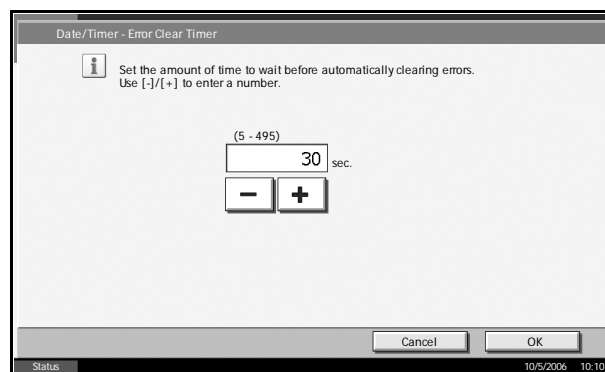 Date/Timer - Error Clear Timer
Set the amount of time to wait before automatically clearing errors.
Use [-]/[+] to enter a number.
(5 - 495)
30 sec.
Cancel OK
Status 10/5/2006 10:10